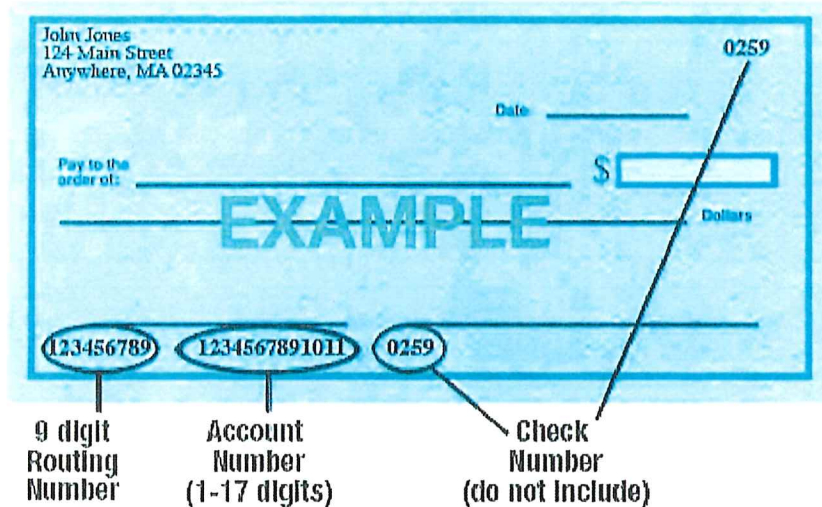 John Jones
124 Main Street
Anywhere, MA 02345
0259
Date
Pay to the
order of:
$
EXAMPLE
Dollars
123456789 1234567891011 0259
9 digit
Routing
Number
Account
Number
(1-17 digits)
Check
Number
(do not include)